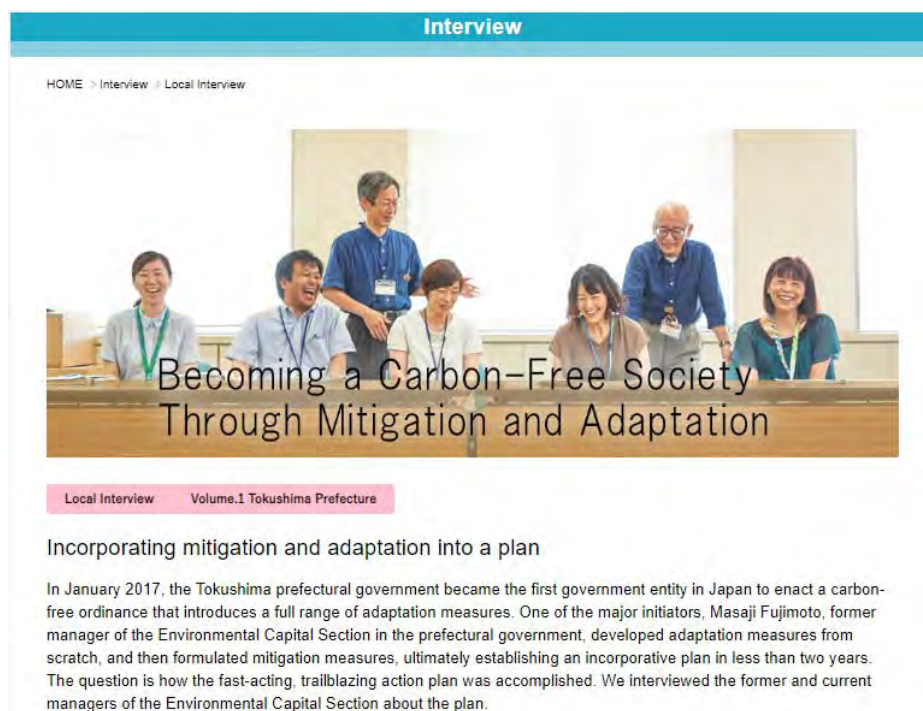 Interview
HOME > Interview > Local Interview
Becoming a Carbon-Free Society
Through Mitigation and Adaptation
Local Interview Volume.1 Tokushima Prefecture
Incorporating mitigation and adaptation into a plan
In January 2017, the Tokushima prefectural government became the first government entity in Japan to enact a carbon-
free ordinance that introduces a full range of adaptation measures. One of the major initiators, Masaji Fujimoto, former
manager of the Environmental Capital Section in the prefectural government, developed adaptation measures from
scratch, and then formulated mitigation measures, ultimately establishing an incorporative plan in less than two years.
The question is how the fast-acting, trailblazing action plan was accomplished. We interviewed the former and current
managers of the Environmental Capital Section about the plan.